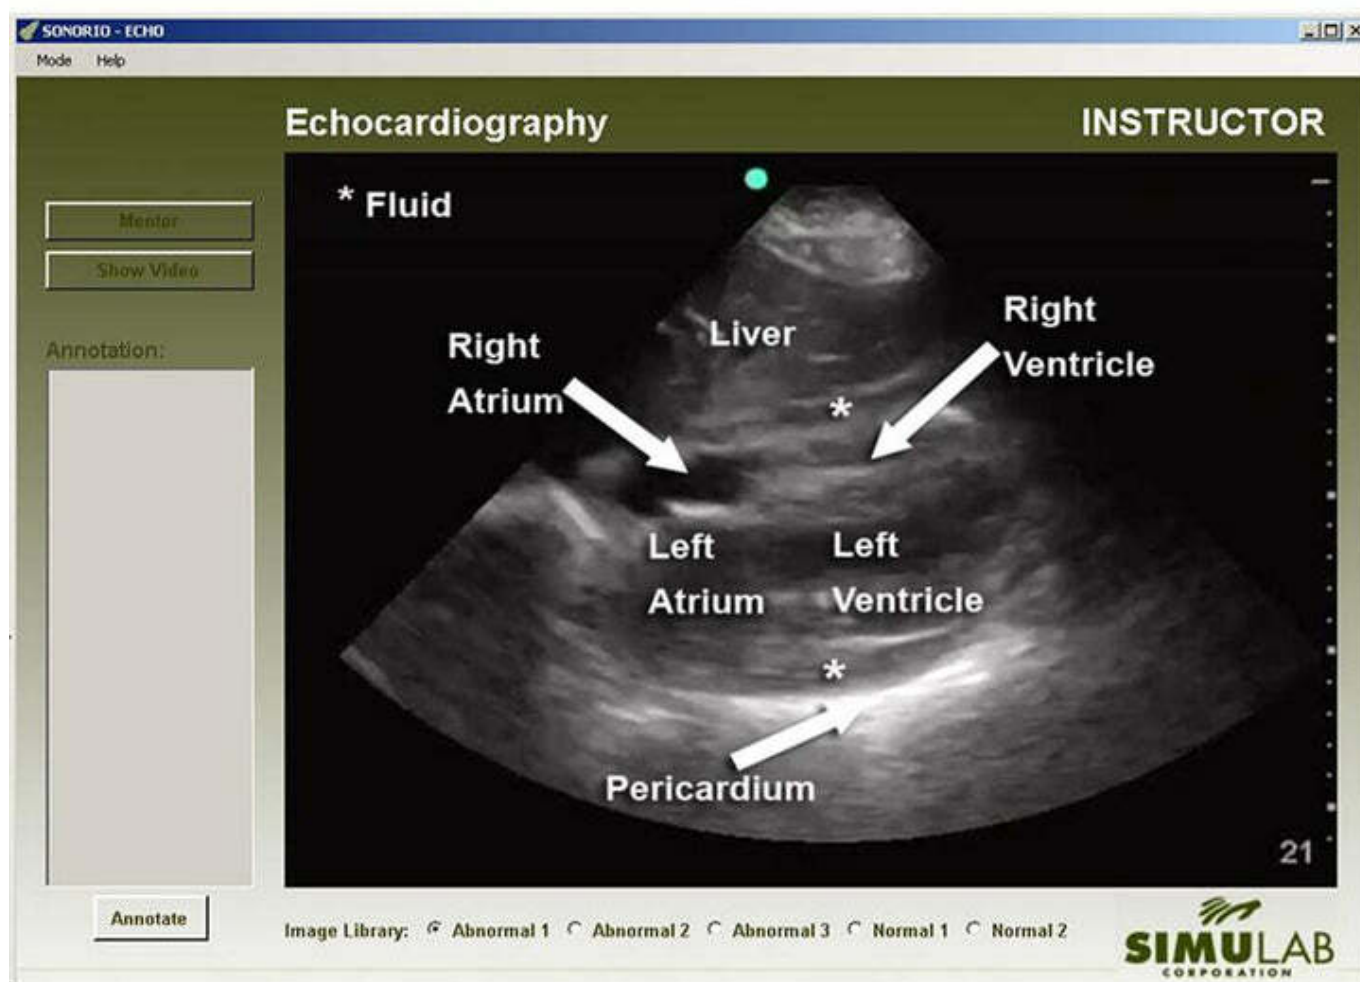 SONORIO - ECHO
Mode Help
Echocardiography
INSTRUCTOR
Mentor
Show Video
Annotation:
* Fluid
Liver
Right
Atrium
Right
Ventricle
*
Left
Atrium
Left
Ventricle
*
Pericardium
21
Annotate
Image Library: Abnormal 1 Abnormal 2 Abnormal 3 Normal 1 Normal 2
SIMULAB
CORPORATION